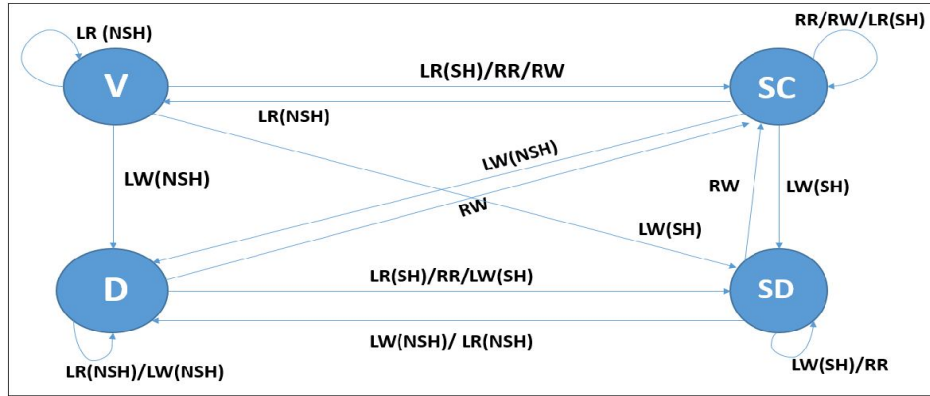 LR (NSH)
RR/RW/LR(SH)
V
LR(SH)/RR/RW
SC
LR(NSH)
LW(NSH)
LW(NSH)
RW
RW
LW(SH)
LW(SH)
D
LR(SH)/RR/LW(SH)
SD
LW(NSH)/ LR(NSH)
LR(NSH)/LW(NSH)
LW(SH)/RR